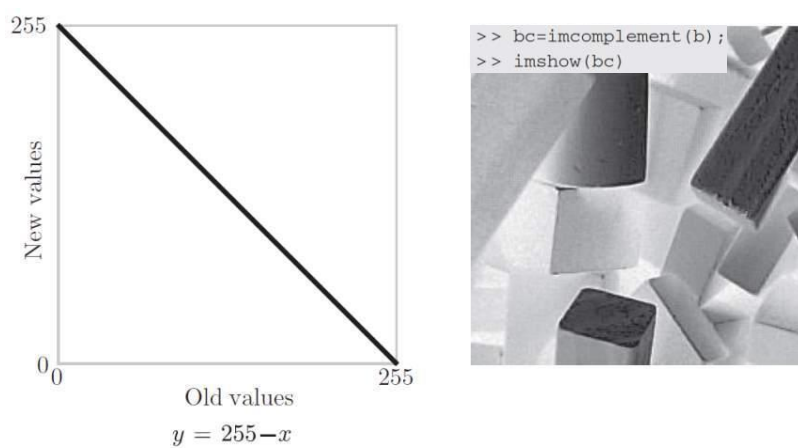 255
New values
0
0
255
Old values
y = 255−x
>> bc=imcomplement(b);
>> imshow(bc)